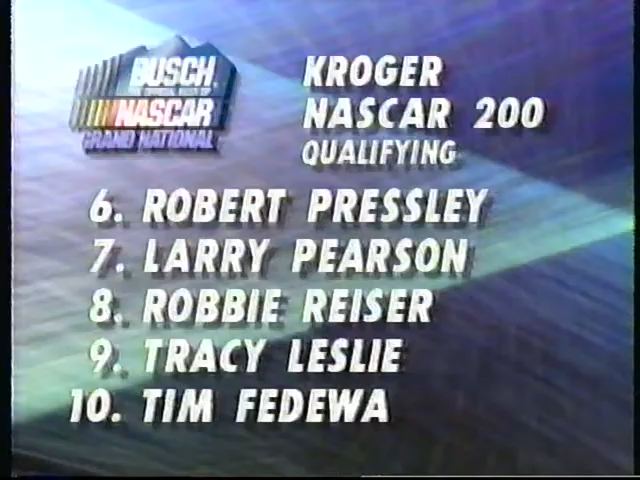 BUSCH
NASCAR
GRAND NATIONAL
KROGER
NASCAR 200
QUALIFYING
6. ROBERT PRESSLEY
7. LARRY PEARSON
8. ROBBIE REISER
9. TRACY LESLIE
10. TIM FEDEWA